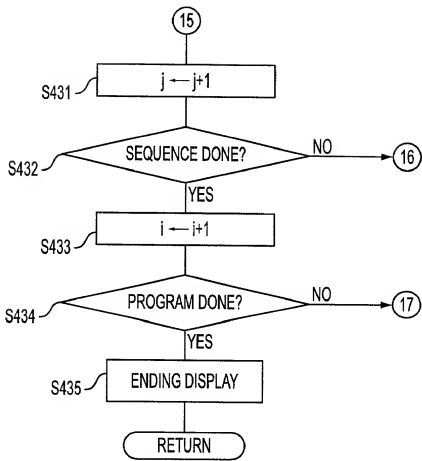 15
S431 j ← j+1
S432 SEQUENCE DONE? NO 16
YES
S433 i ← i+1
S434 PROGRAM DONE? NO 17
YES
S435 ENDING DISPLAY
RETURN